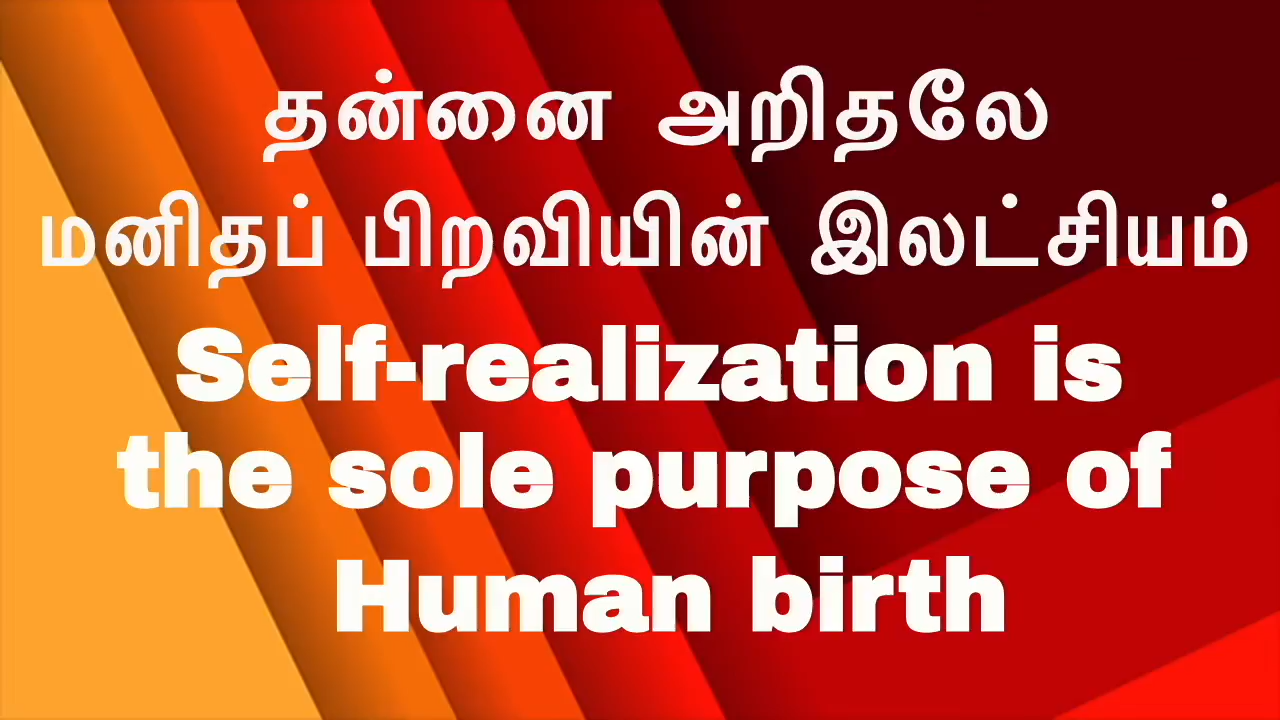 தன்னை அறிதலே
மனிதப் பிறவியின் இலட்சியம்
Self-realization is
the sole purpose of
Human birth